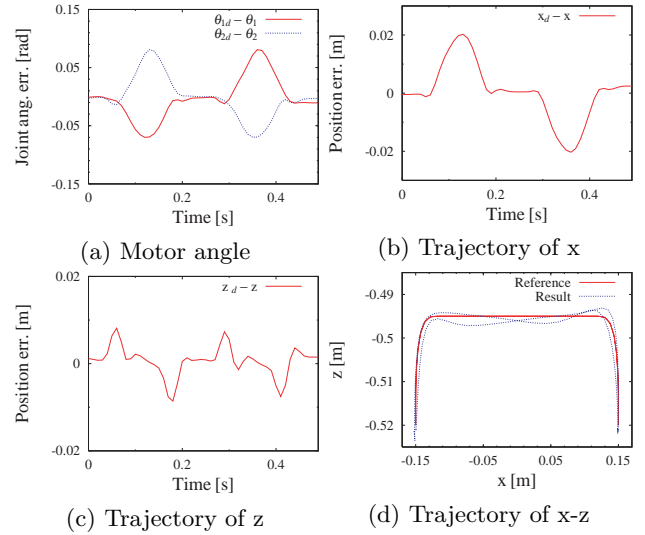 θ1d − θ1
θ2d − θ2
0.15
0.05
-0.05
-0.15
0
0.2
0.4
Joint ang. err. [rad]
Time [s]
(a) Motor angle
xd − x
0.02
0
-0.02
0
0.2
0.4
Position err. [m]
Time [s]
(b) Trajectory of x
z d − z
0.02
0
-0.02
0
0.2
0.4
Position err. [m]
Time [s]
(c) Trajectory of z
Reference
Result
-0.49
-0.5
-0.51
-0.52
-0.15
-0.05
0.05
0.15
z [m]
x [m]
(d) Trajectory of x-z